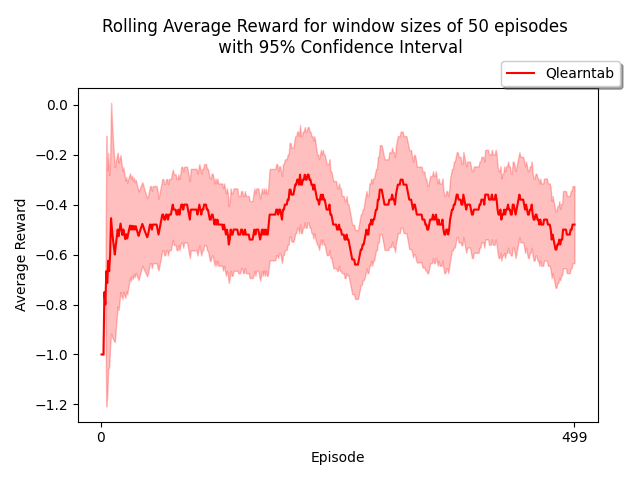 Rolling Average Reward for window sizes of 50 episodes
with 95% Confidence Interval
Qlearntab
0.0
−0.2
−0.4
−0.6
−0.8
−1.0
−1.2
Average Reward
0
499
Episode